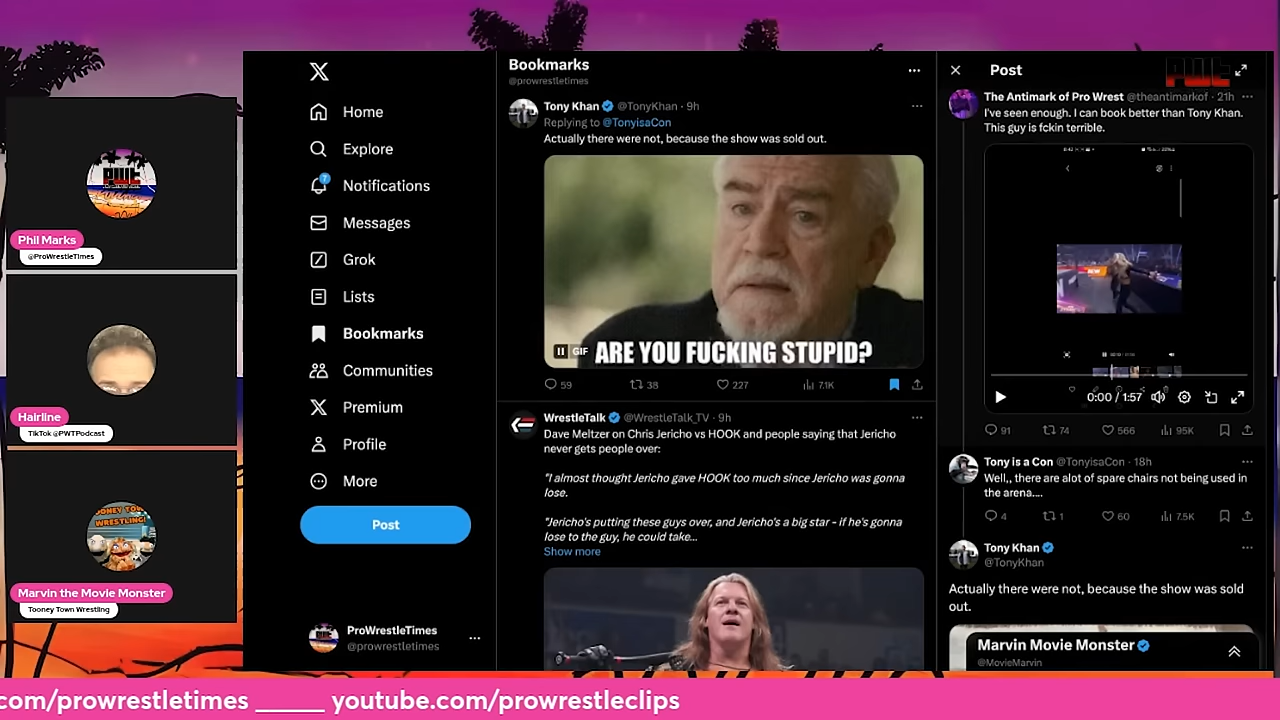 Phil Marks
@ProWrestleTimes
Hairline
TikTok @PWTPodcast
TOONEY TOWN
WRESTLING!
Marvin the Movie Monster
Tooney Town Wrestling
Home
Explore
7
Notifications
Messages
Grok
Lists
Bookmarks
Communities
Premium
Profile
More
Post
ProWrestleTimes
@prowrestletimes
Bookmarks
@prowrestletimes
Tony Khan @TonyKhan · 9h
Replying to @TonyisaCon
Actually there were not, because the show was sold out.
GIF
ARE YOU FUCKING STUPID?
59 38 227 7.1K
WrestleTalk @WrestleTalk_TV · 9h
Dave Meltzer on Chris Jericho vs HOOK and people saying that Jericho
never gets people over:
"I almost thought Jericho gave HOOK too much since Jericho was gonna
lose.
"Jericho's putting these guys over, and Jericho's a big star - if he's gonna
lose to the guy, he could take...
Show more
Post
PWT
The Antimark of Pro Wrest @theantimarkof · 21h
I've seen enough. I can book better than Tony Khan.
This guy is fckin terrible.
0:00 / 1:57
91 74 566 95K
Tony is a Con @TonyisaCon · 18h
Well,, there are alot of spare chairs not being used in
the arena....
4 1 60 7.5K
Tony Khan
@TonyKhan
Actually there were not, because the show was sold
out.
Marvin Movie Monster
@MovieMarvin
com/prowrestletimes ______ youtube.com/prowrestleclips